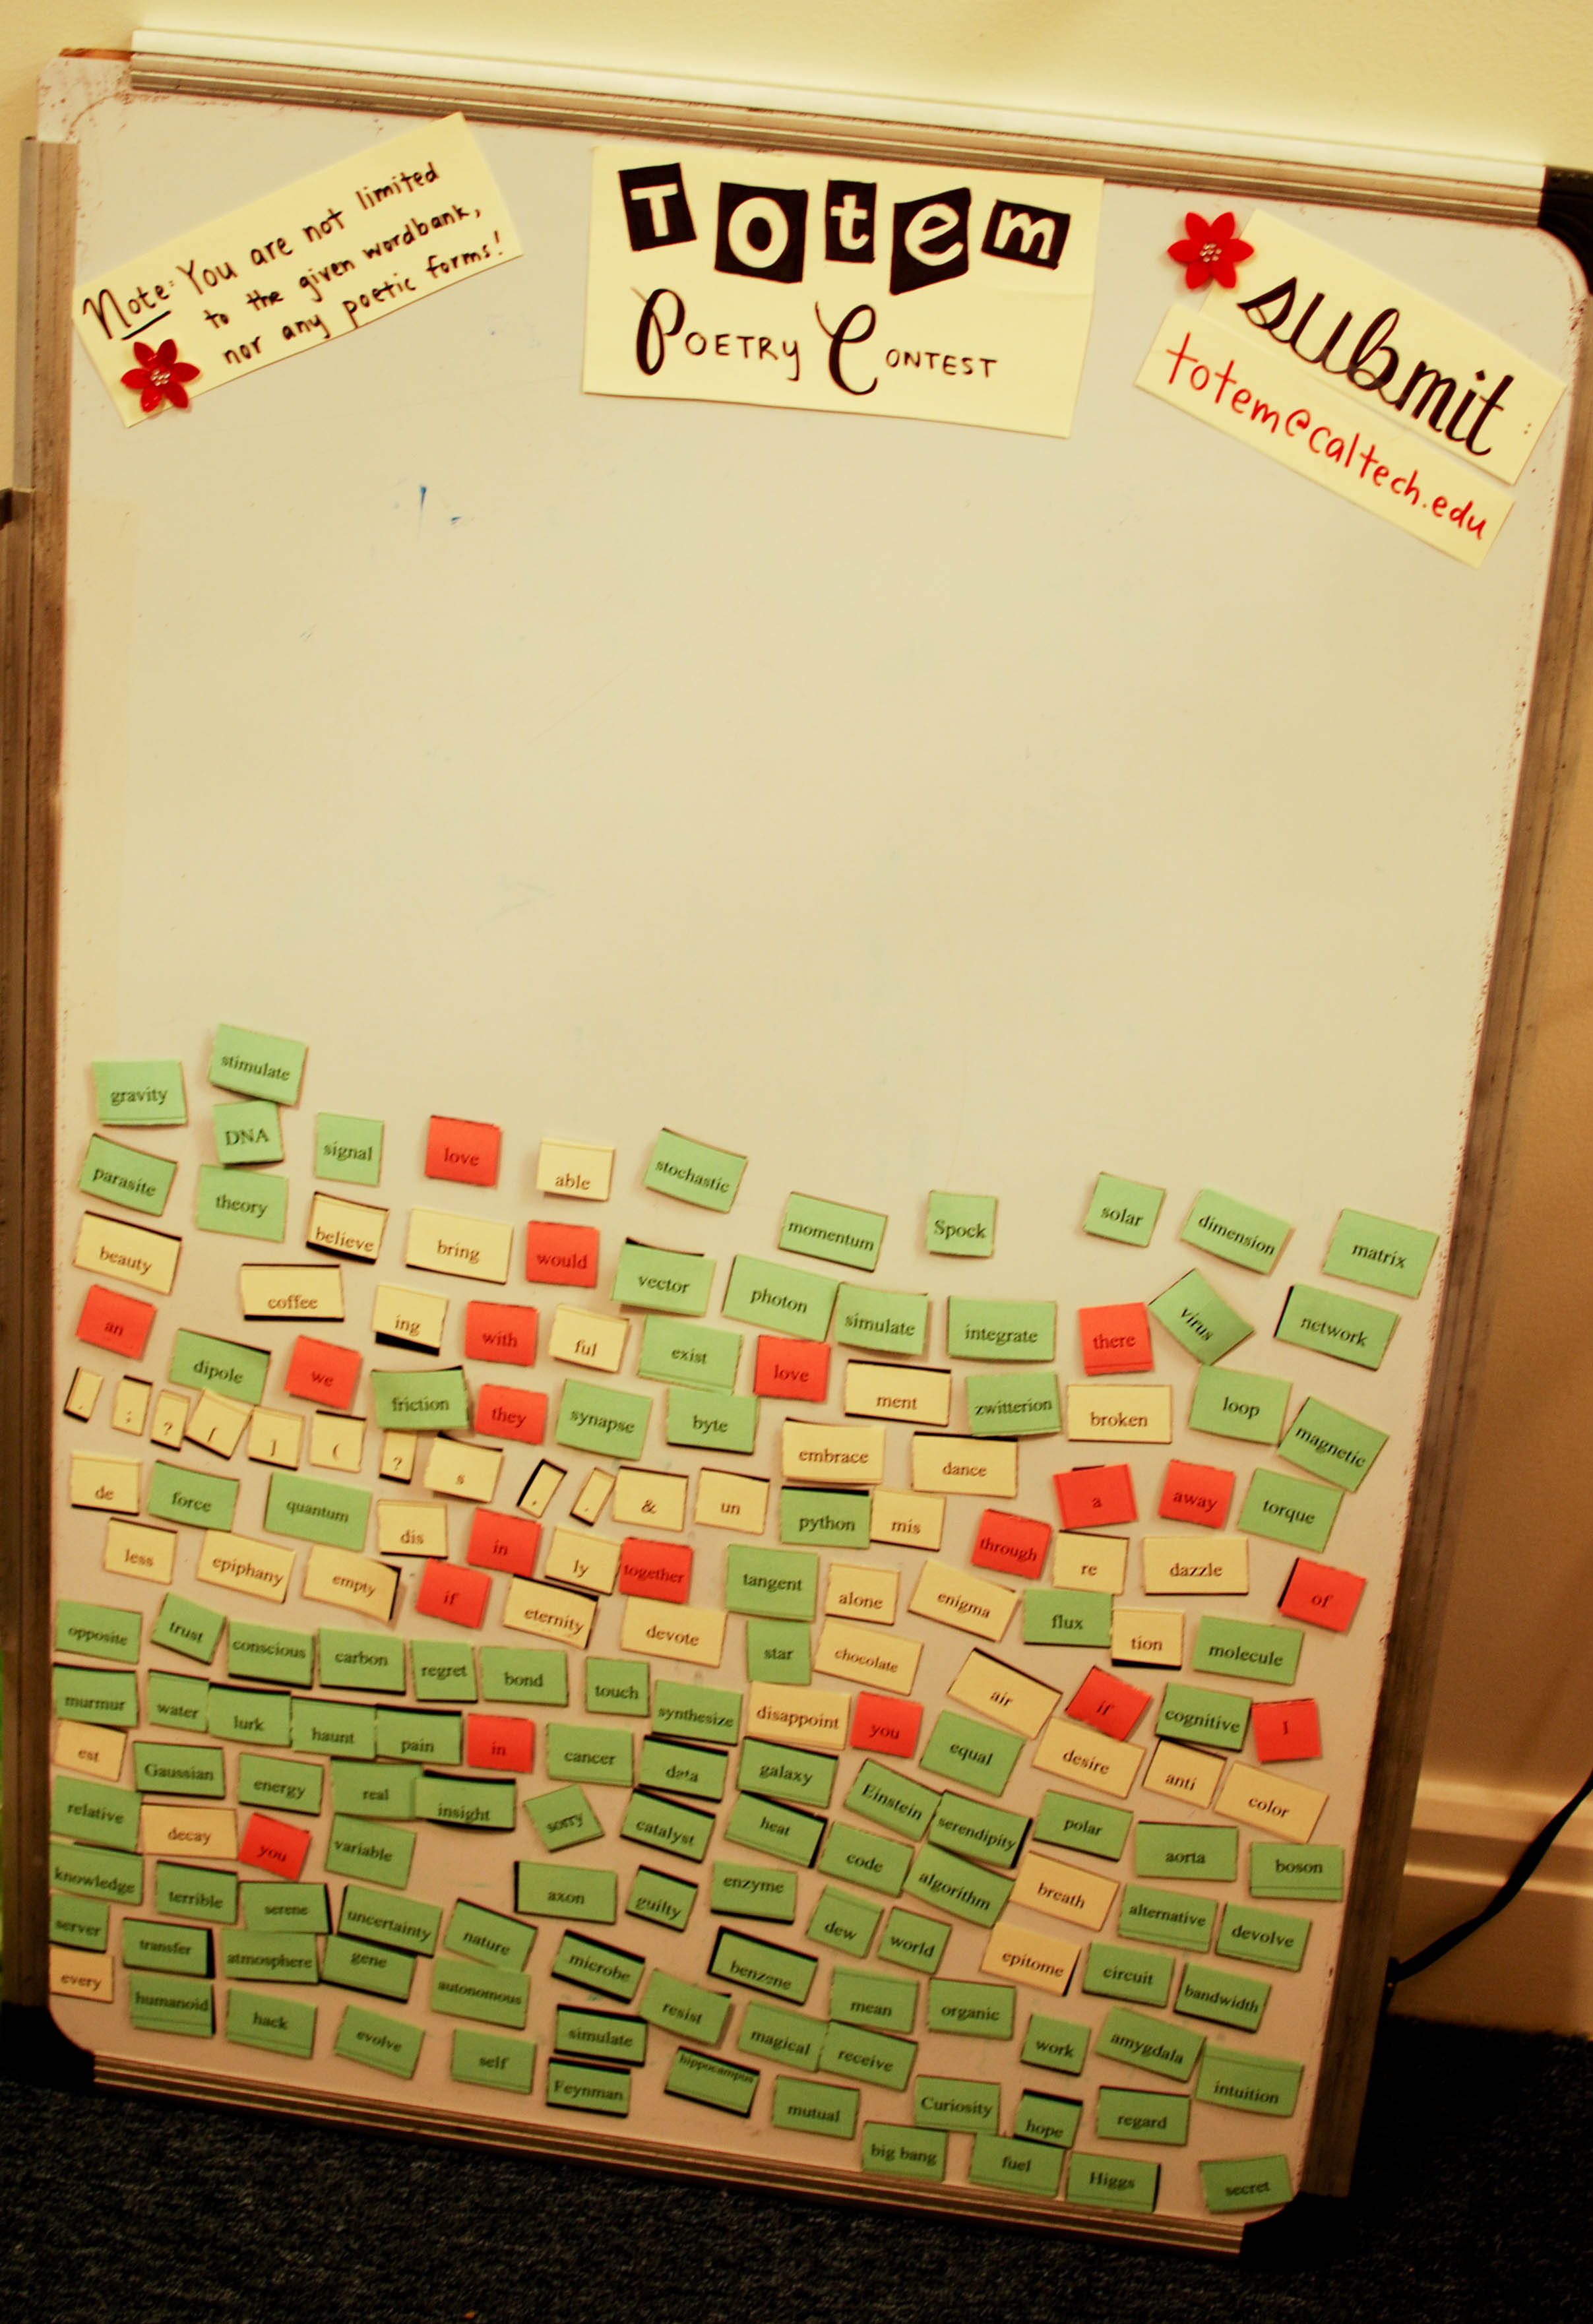 Note: You are not limited
to the given wordbank,
nor any poetic forms!
Totem
POETRY CONTEST
submit:
totem@caltech.edu
stimulate
gravity
DNA signal love able stochastic
parasite theory believe bring would momentum Spock solar dimension matrix
beauty coffee ing with ful vector photon simulate integrate there virus network
an dipole we friction they exist love ment zwitterion broken loop magnetic
. ; ? [ ] ( ? s , . & un synapse byte embrace dance a away torque
de force quantum dis in ly together python mis through re dazzle of
less epiphany empty if eternity devote tangent alone enigma flux tion molecule
opposite trust conscious carbon regret bond touch synthesize star chocolate air if cognitive I
murmur water lurk haunt pain in cancer data disappoint you equal desire anti color
est Gaussian energy real insight sorry catalyst galaxy Einstein serendipity polar aorta boson
relative decay you variable heat code algorithm breath alternative devolve
knowledge terrible serene uncertainty nature axon guilty enzyme dew world epitome circuit bandwidth
server transfer atmosphere gene autonomous microbe resist benzene mean organic work amygdala intuition
every humanoid hack evolve self simulate magical receive
Feynman hippocampus mutual Curiosity hope regard
big bang fuel Higgs secret